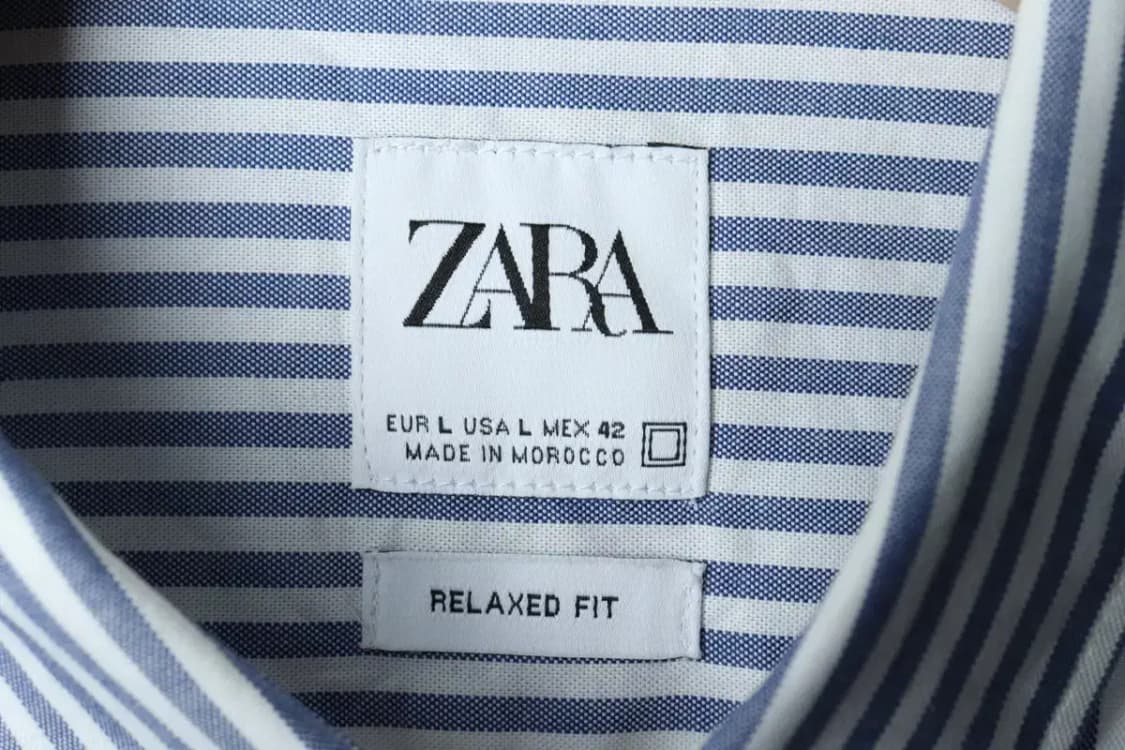 ZARA
EUR L USA L MEX 42
MADE IN MOROCCO
RELAXED FIT